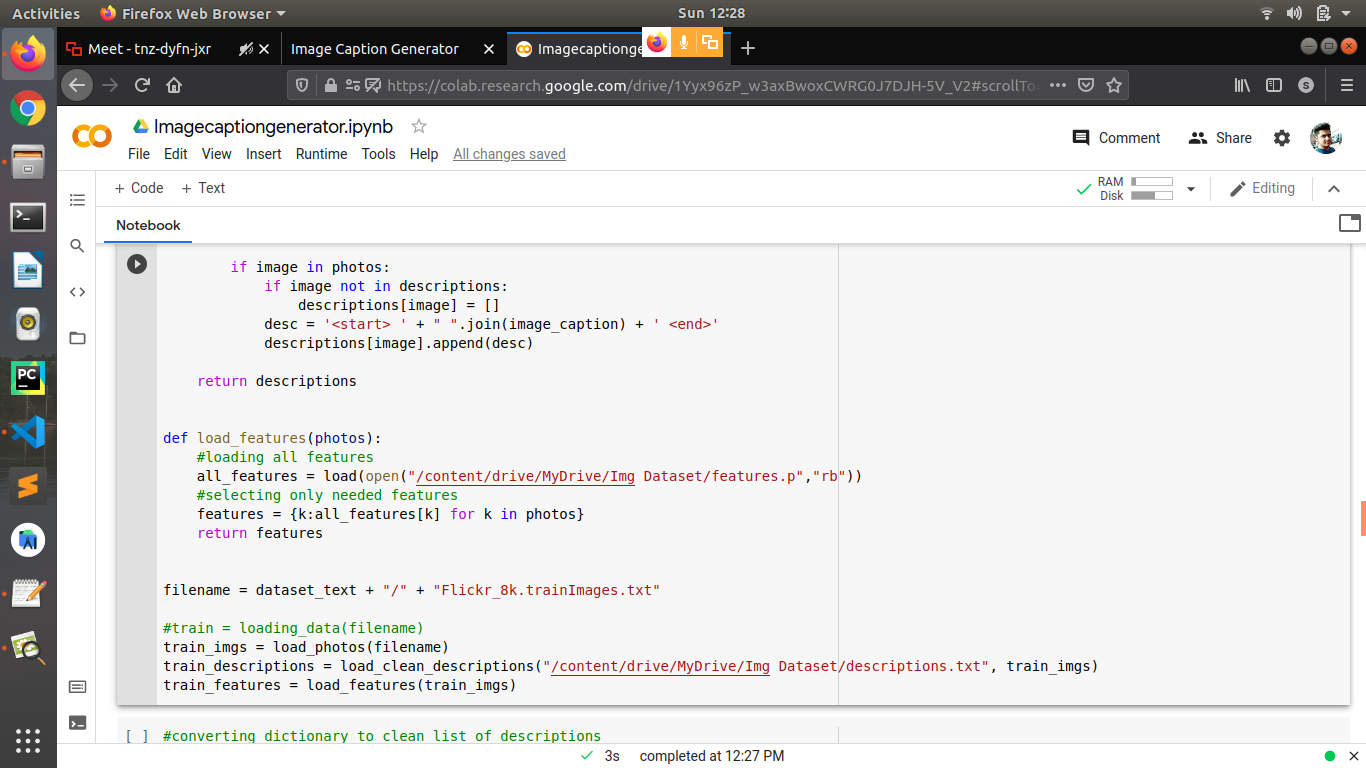 Activities Firefox Web Browser Sun 12:28
Meet - tnz-dyfn-jxr Image Caption Generator Imagecaptionge
https://colab.research.google.com/drive/1Yyx96zP_w3axBwoxCWRG0J7DJH-5V_V2#scrollTo
Imagecaptiongenerator.ipynb
Comment Share
File Edit View Insert Runtime Tools Help All changes saved
+ Code + Text RAM Disk Editing
Notebook
if image in photos:
if image not in descriptions:
descriptions[image] = []
desc = '<start> ' + " ".join(image_caption) + ' <end>'
descriptions[image].append(desc)
return descriptions
def load_features(photos):
#loading all features
all_features = load(open("/content/drive/MyDrive/Img Dataset/features.p","rb"))
#selecting only needed features
features = {k:all_features[k] for k in photos}
return features
filename = dataset_text + "/" + "Flickr_8k.trainImages.txt"
#train = loading_data(filename)
train_imgs = load_photos(filename)
train_descriptions = load_clean_descriptions("/content/drive/MyDrive/Img Dataset/descriptions.txt", train_imgs)
train_features = load_features(train_imgs)
[ ] #converting dictionary to clean list of descriptions
3s completed at 12:27 PM